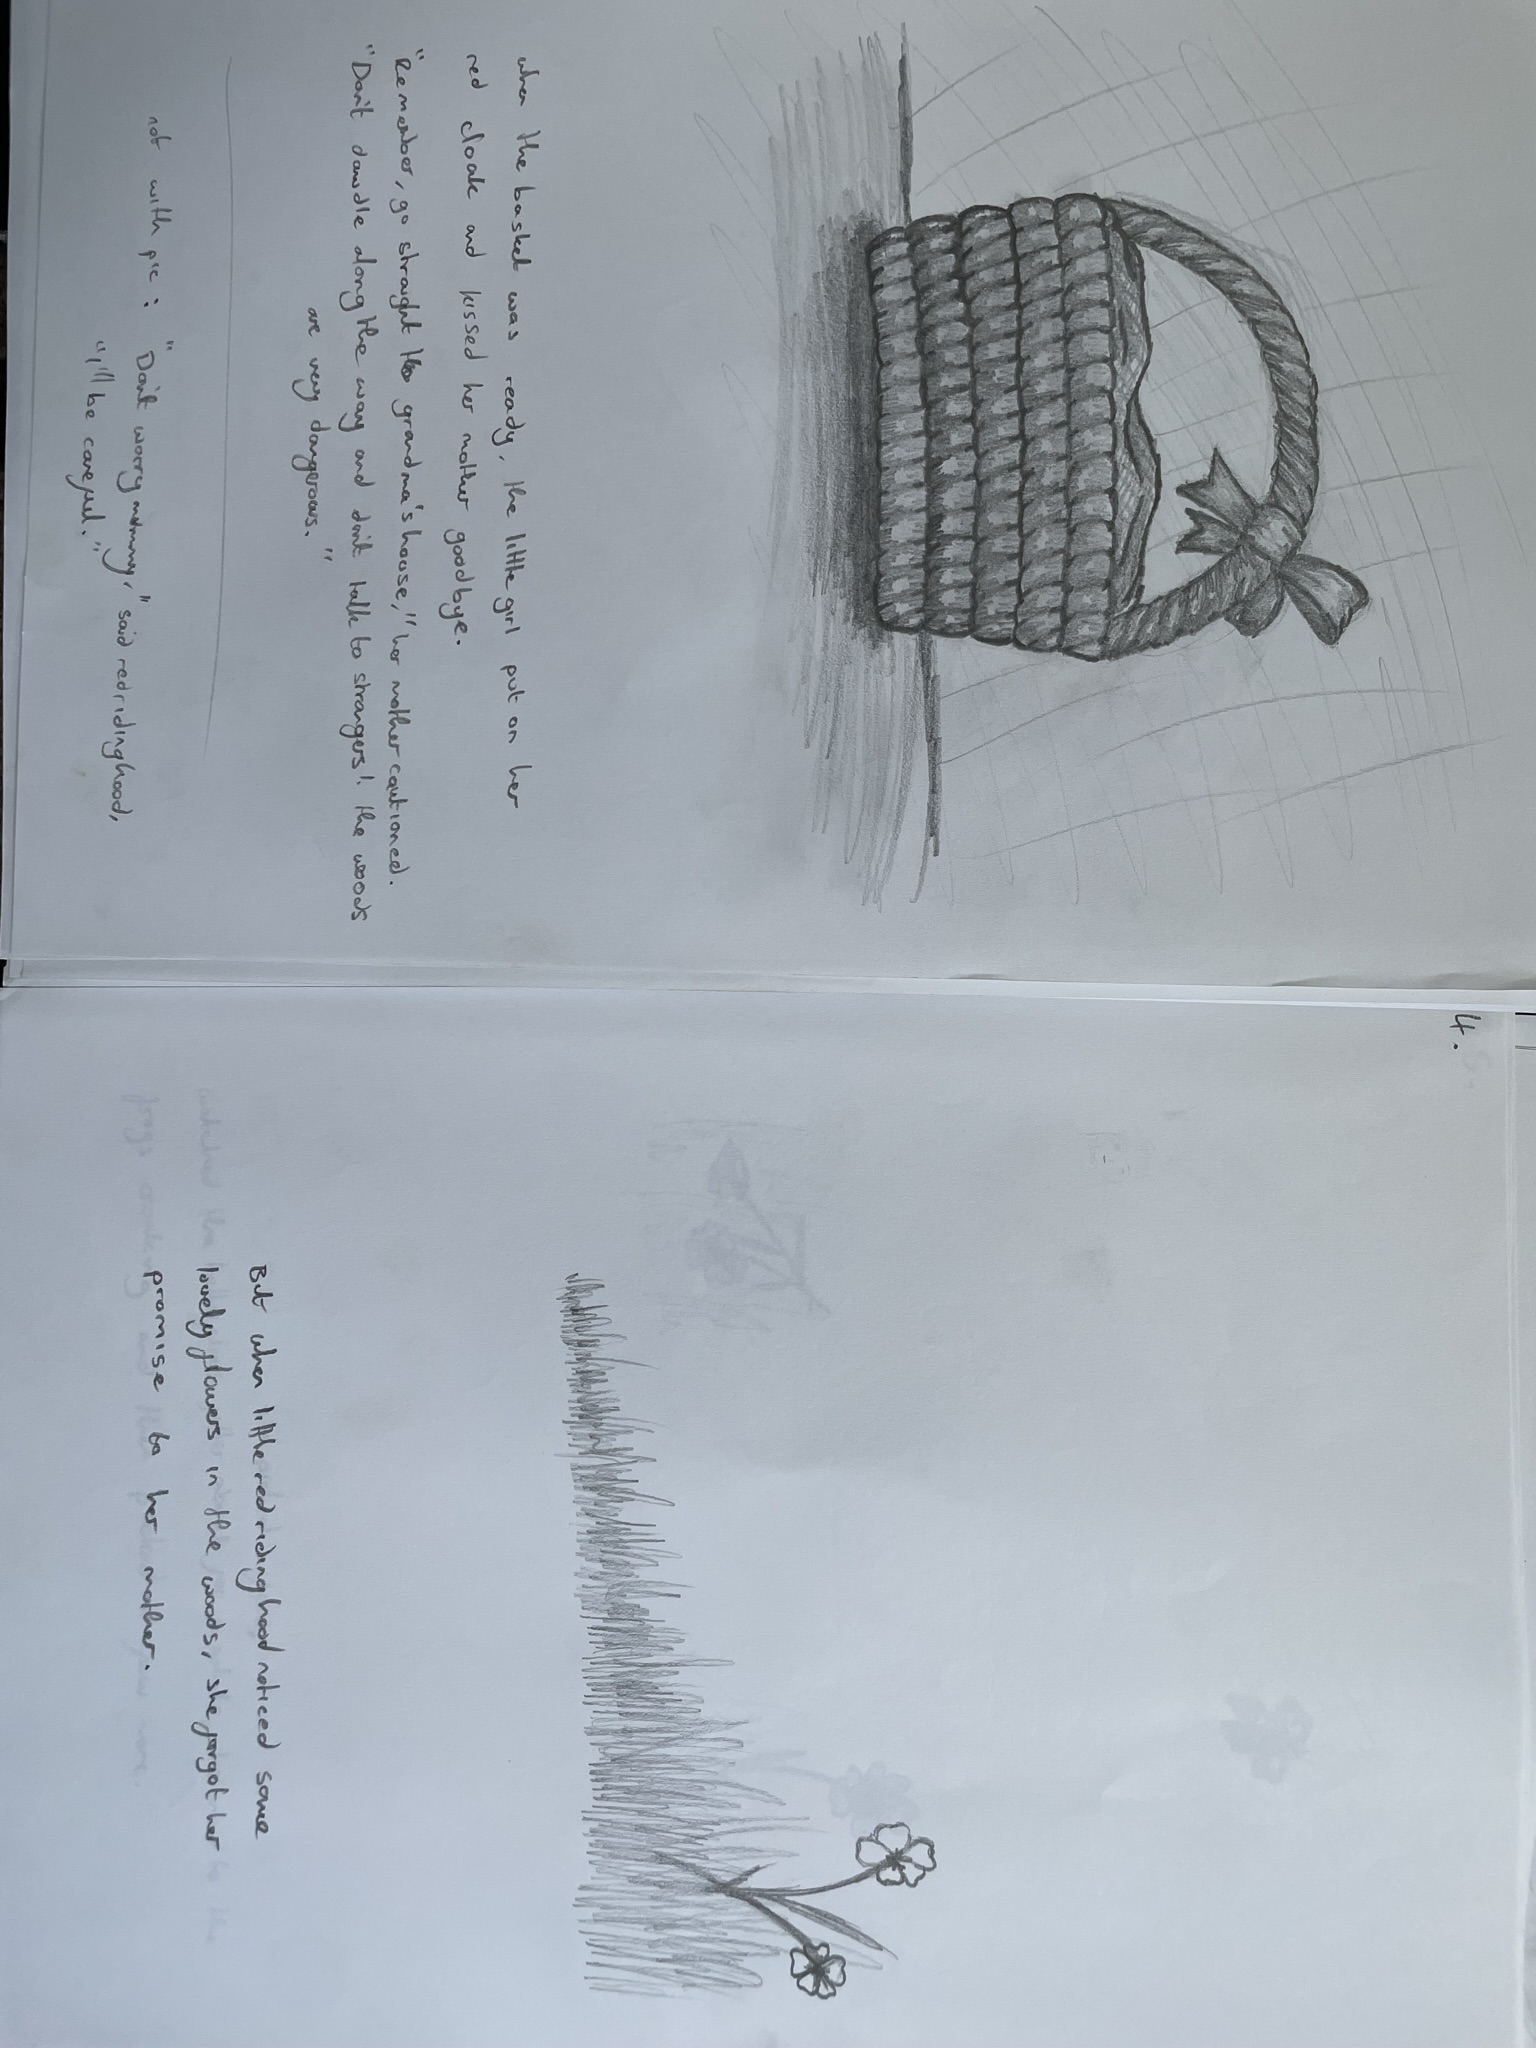 when the basket was ready, the little girl put on her
red cloak and kissed her mother goodbye.
"Remember, go straight to grandma's house," her mother cautioned.
"Don't dawdle along the way and don't talk to strangers! the woods
are very dangerous."
not with pic: "Don't worry mommy," said redridinghood,
"I'll be careful."
4.
But when little red riding hood noticed some
lovely flowers in the woods, she forgot her
promise to her mother.